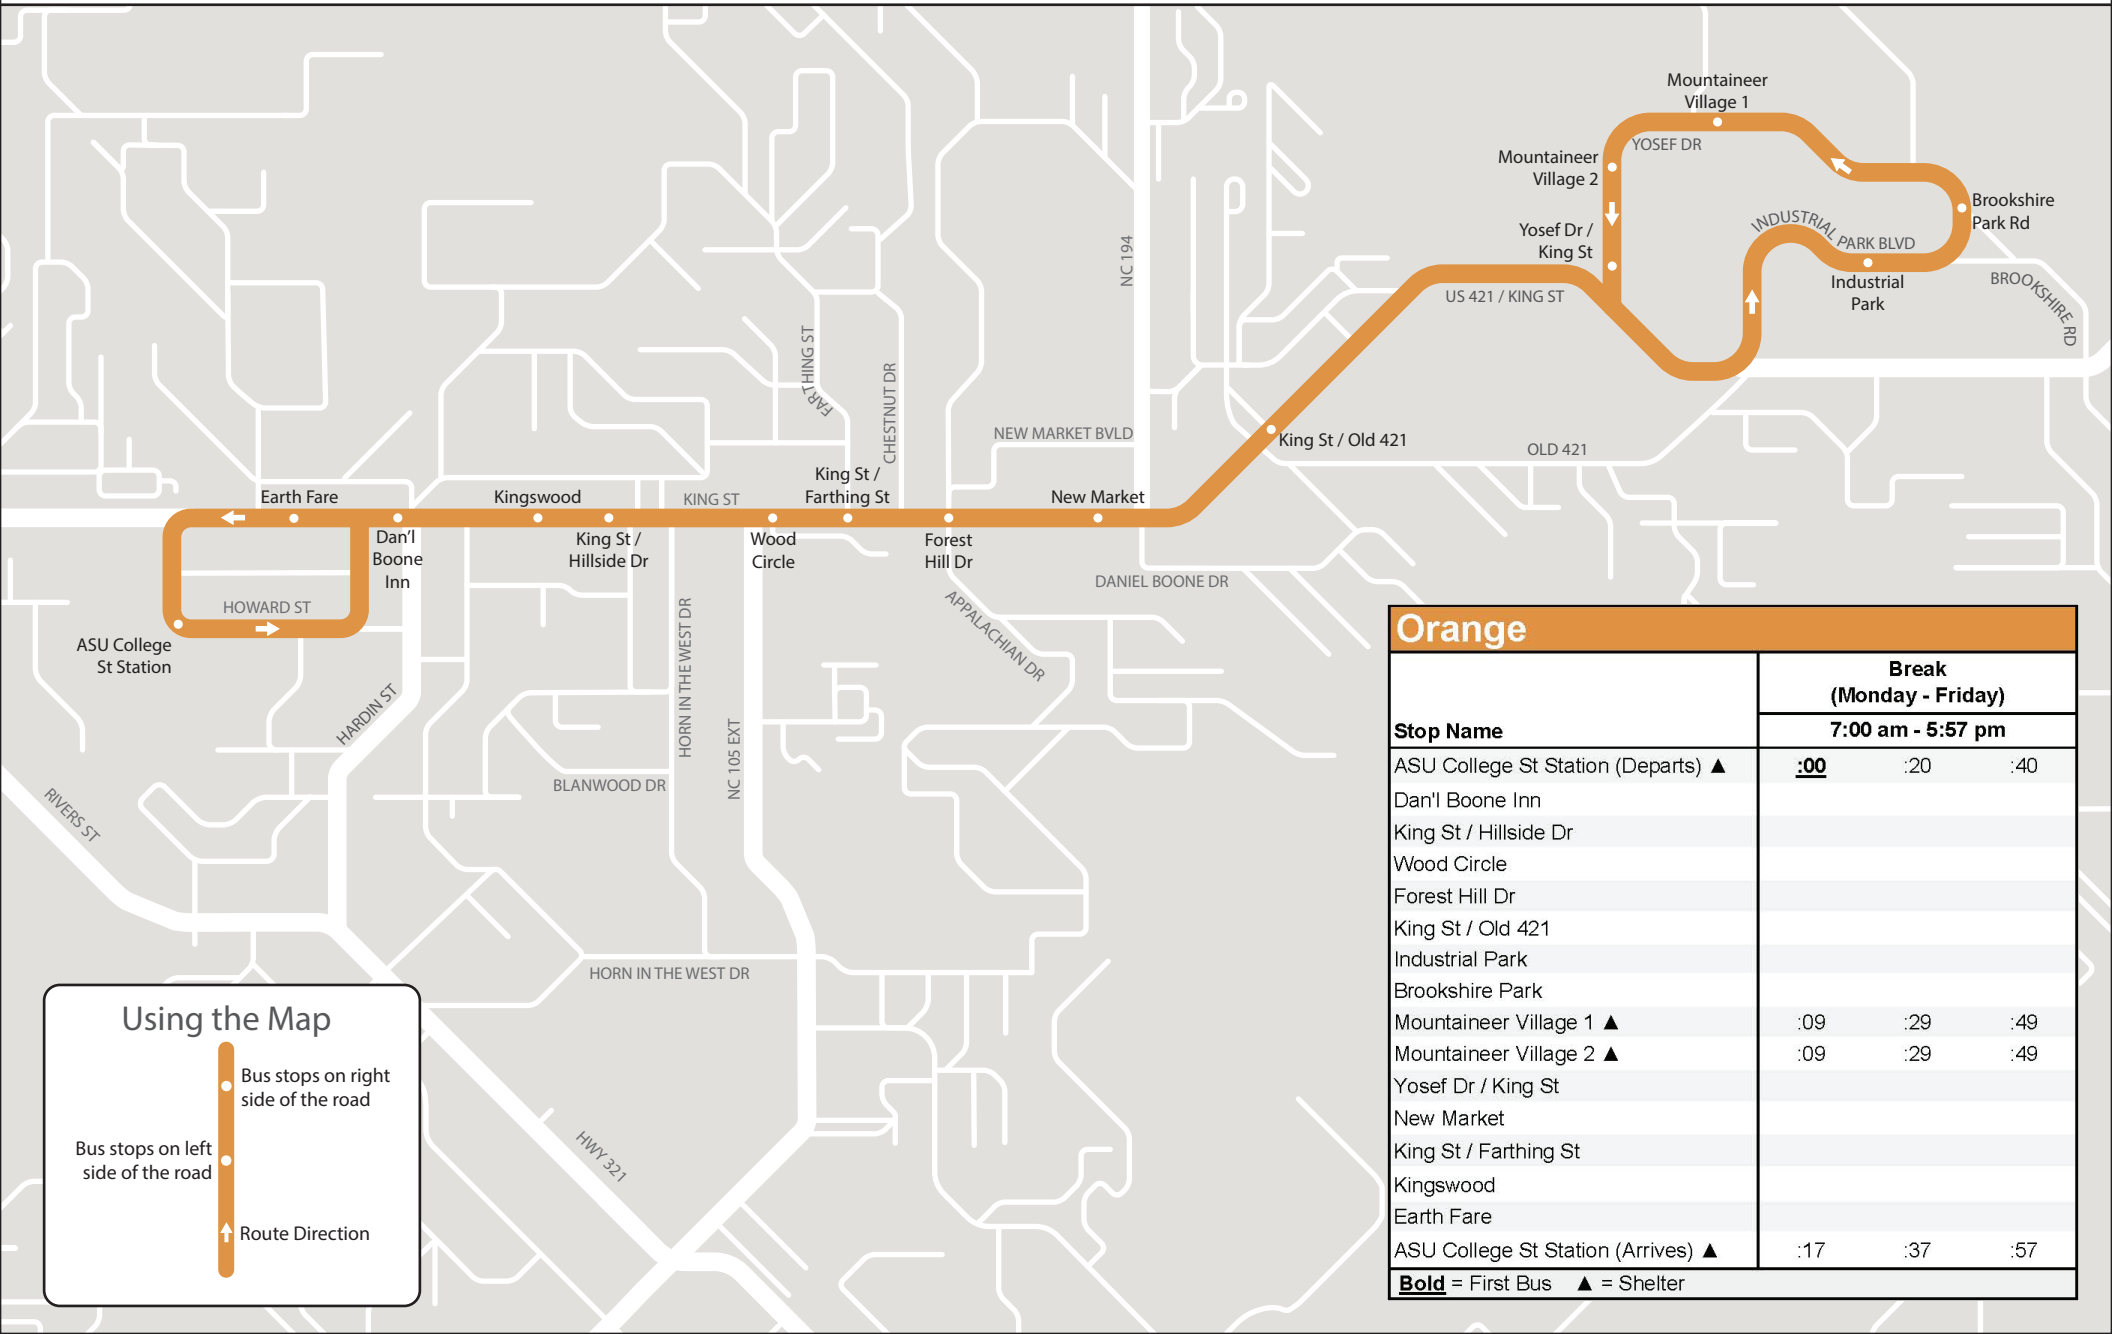 Mountaineer
Village 1
YOSEF DR
Mountaineer
Village 2
Yosef Dr /
King St
INDUSTRIAL PARK BLVD
Brookshire
Park Rd
Industrial
Park
BROOKSHIRE RD
US 421 / KING ST
NC 194
FARTHING ST
CHESTNUT DR
NEW MARKET BVLD
King St / Old 421
OLD 421
Earth Fare
Kingswood
KING ST
King St /
Farthing St
New Market
Dan'l
Boone
Inn
King St /
Hillside Dr
Wood
Circle
Forest
Hill Dr
DANIEL BOONE DR
HOWARD ST
ASU College
St Station
APPALACHIAN DR
HARDIN ST
HORN IN THE WEST DR
NC 105 EXT
BLANWOOD DR
RIVERS ST
HORN IN THE WEST DR
HWY 321
Using the Map
Bus stops on right
side of the road
Bus stops on left
side of the road
Route Direction
Orange
Break
(Monday - Friday)
Stop Name 7:00 am - 5:57 pm
ASU College St Station (Departs) ▲ :00 :20 :40
Dan'l Boone Inn
King St / Hillside Dr
Wood Circle
Forest Hill Dr
King St / Old 421
Industrial Park
Brookshire Park
Mountaineer Village 1 ▲ :09 :29 :49
Mountaineer Village 2 ▲ :09 :29 :49
Yosef Dr / King St
New Market
King St / Farthing St
Kingswood
Earth Fare
ASU College St Station (Arrives) ▲ :17 :37 :57
Bold = First Bus ▲ = Shelter